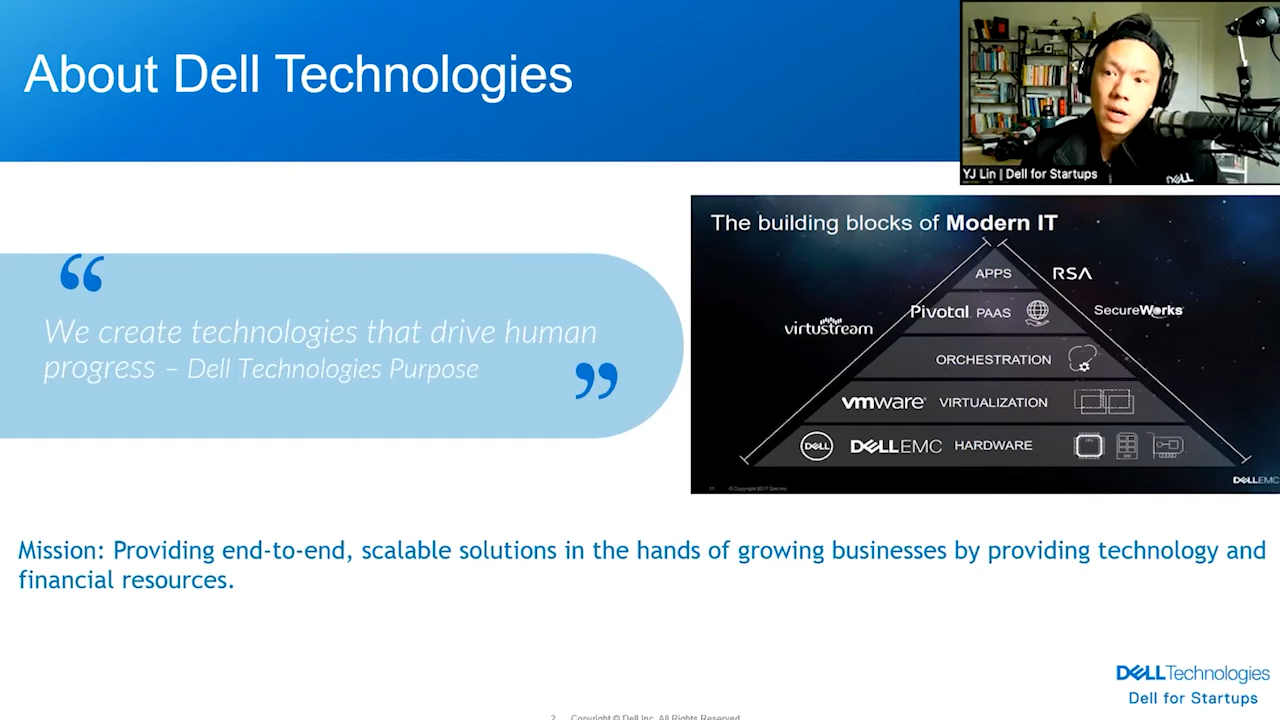 About Dell Technologies
YJ Lin | Dell for Startups
DELL
“
We create technologies that drive human
progress – Dell Technologies Purpose
”
The building blocks of Modern IT
APPS
RSA
virtustream
Pivotal PAAS
SecureWorks
ORCHESTRATION
vmware VIRTUALIZATION
DELL DELLEMC HARDWARE
© Copyright 2017 Dell Inc.
DELLEMC
Mission: Providing end-to-end, scalable solutions in the hands of growing businesses by providing technology and
financial resources.
DELLTechnologies
Dell for Startups
2 Copyright © Dell Inc. All Rights Reserved.